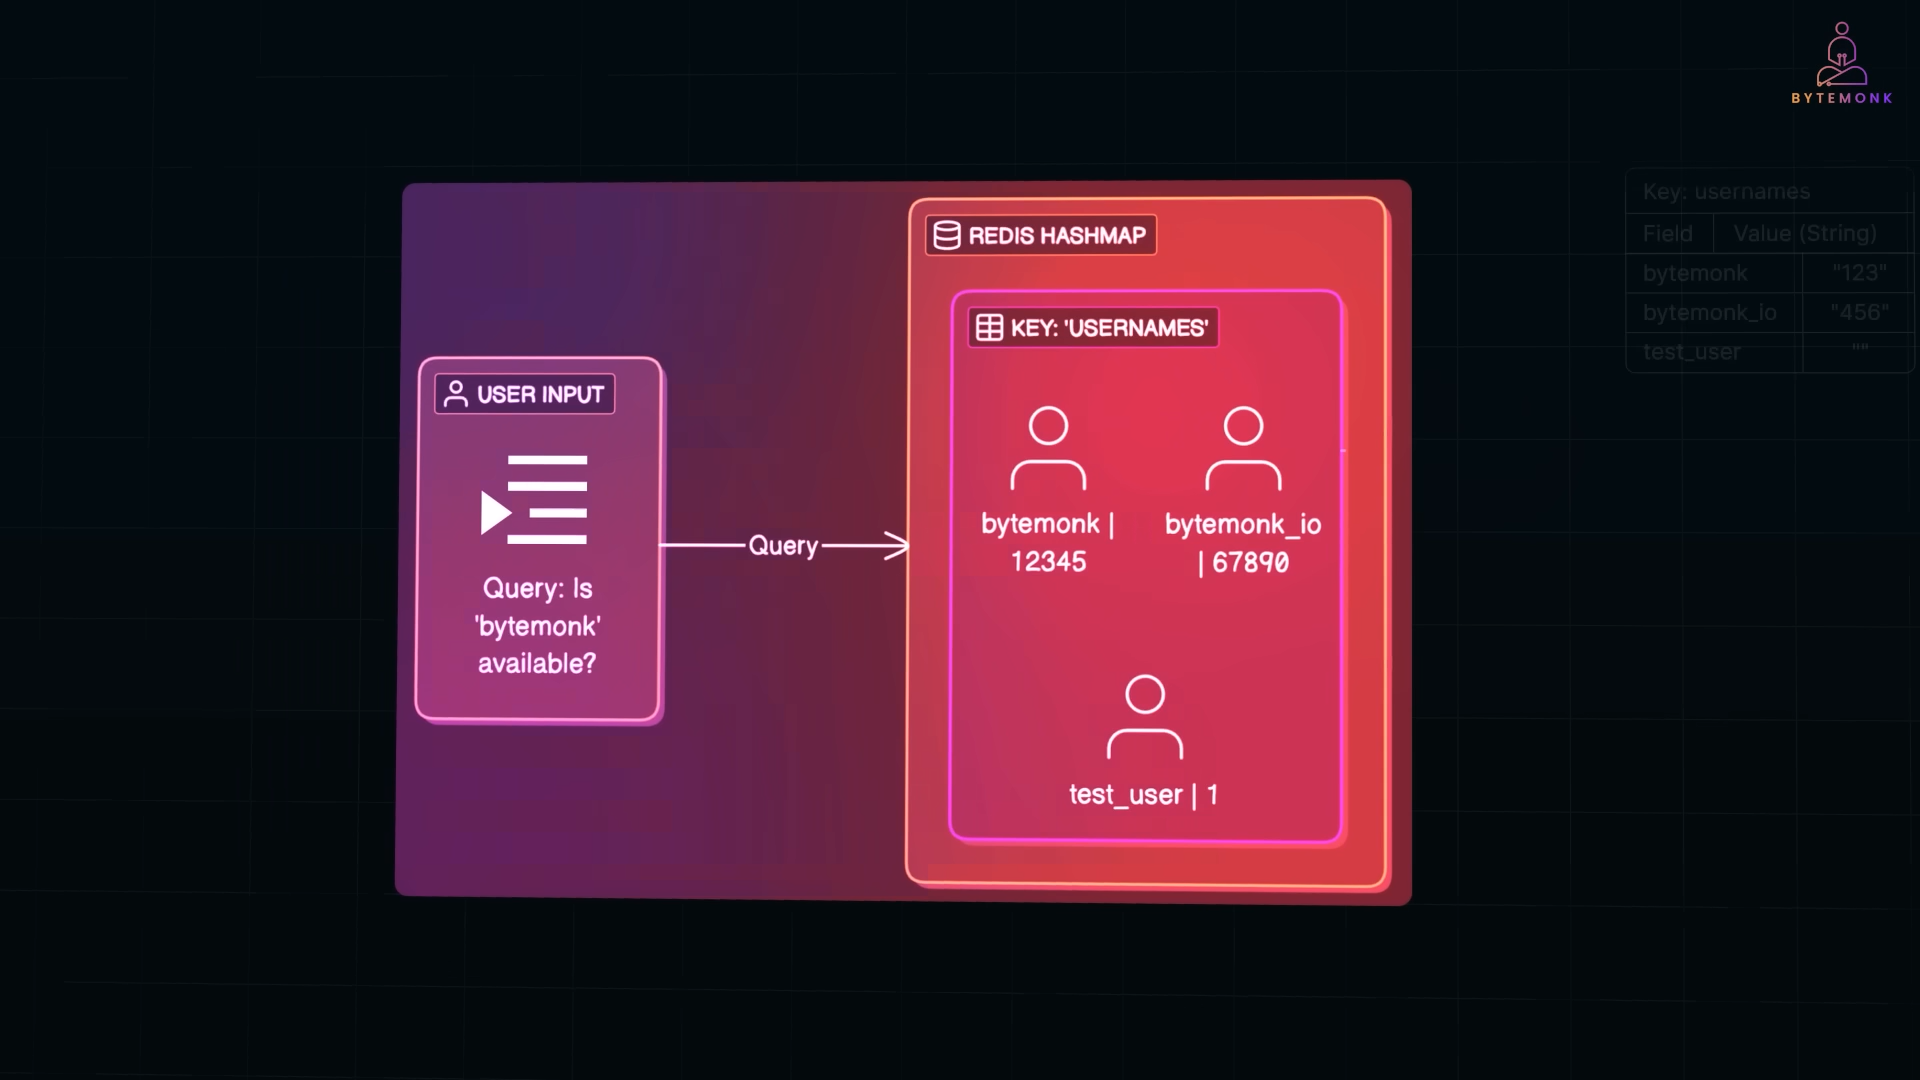 BYTEMONK
REDIS HASHMAP
KEY: 'USERNAMES'
USER INPUT
Query: Is
'bytemonk'
available?
Query
bytemonk |
12345
bytemonk_io
| 67890
test_user | 1
Key: usernames
Field Value (String)
bytemonk "123"
bytemonk_io "456"
test_user ""